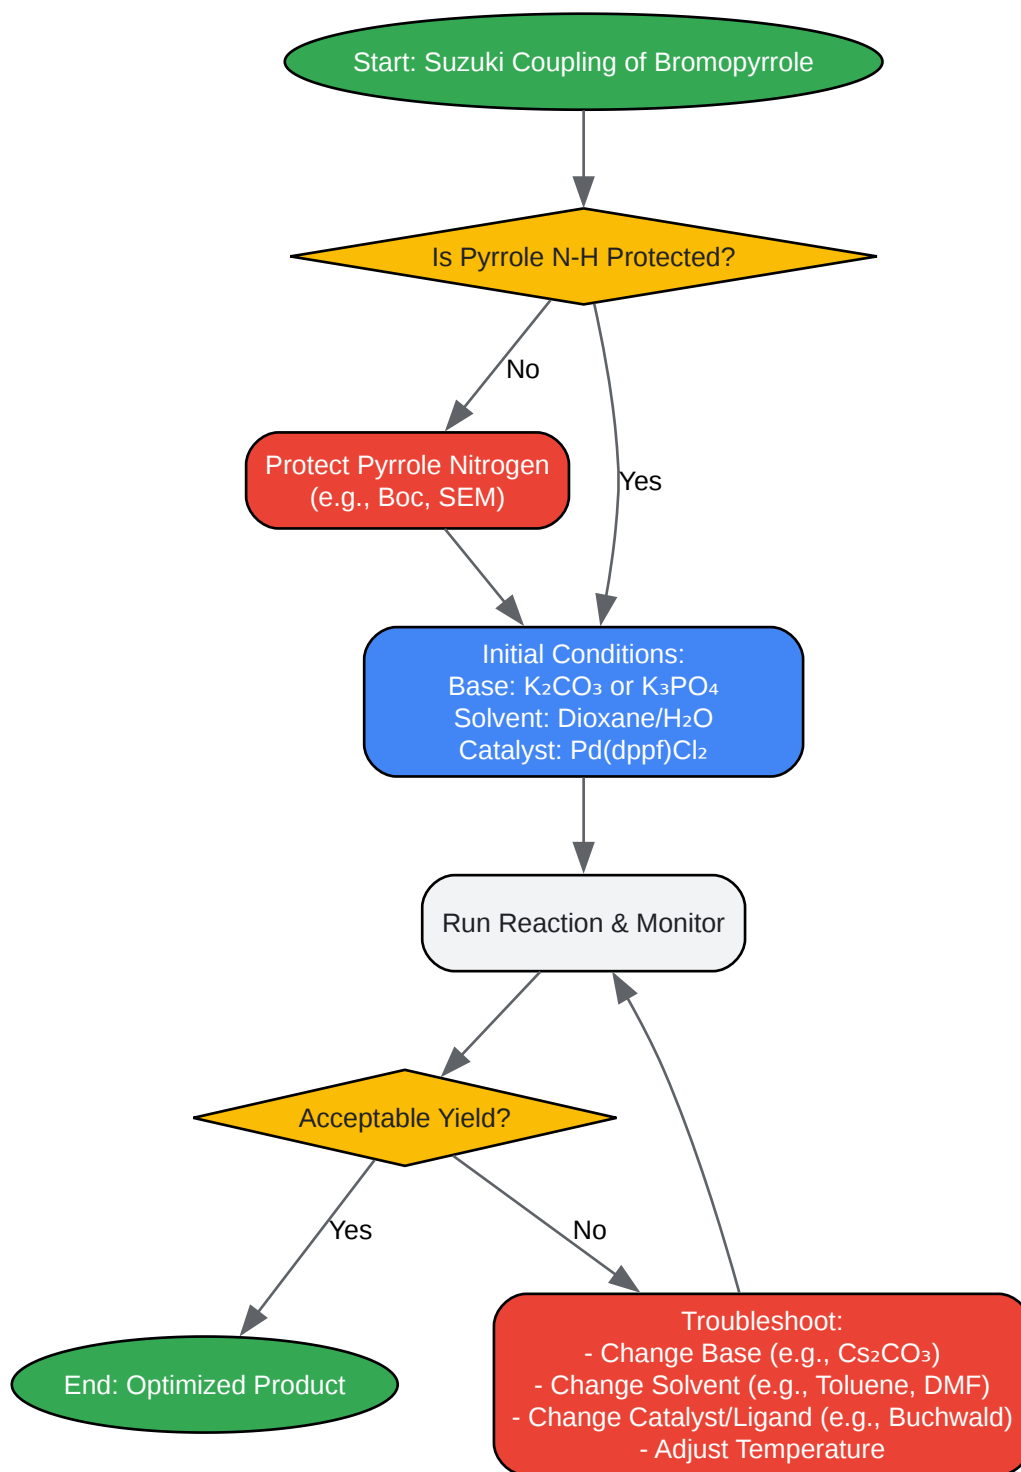 Start: Suzuki Coupling of Bromopyrrole
Is Pyrrole N-H Protected?
No
Protect Pyrrole Nitrogen
(e.g., Boc, SEM)
Yes
Initial Conditions:
Base: K₂CO₃ or K₃PO₄
Solvent: Dioxane/H₂O
Catalyst: Pd(dppf)Cl₂
Run Reaction & Monitor
Acceptable Yield?
Yes
No
End: Optimized Product
Troubleshoot:
- Change Base (e.g., Cs₂CO₃)
- Change Solvent (e.g., Toluene, DMF)
- Change Catalyst/Ligand (e.g., Buchwald)
- Adjust Temperature